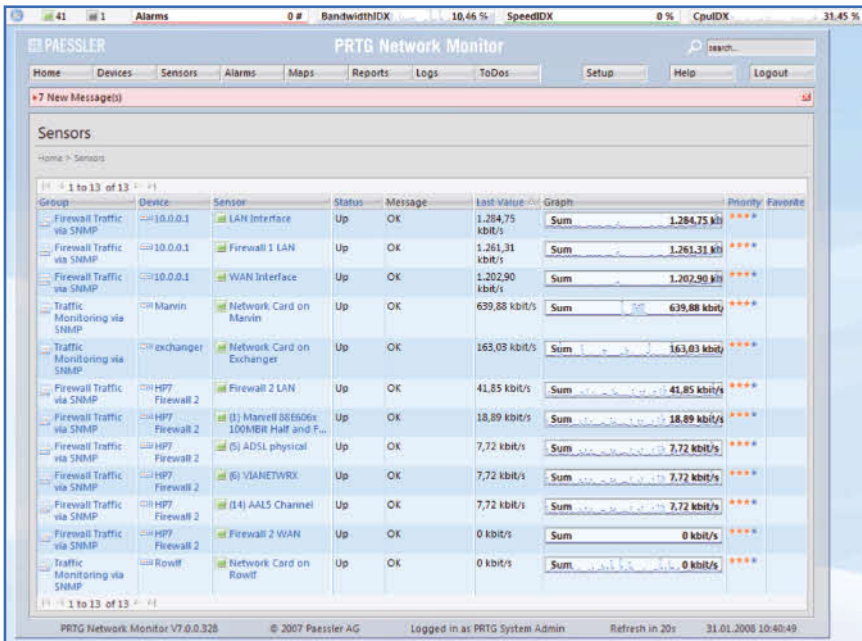 41 1 Alarms 0 # BandwidthIDX 10,46 % SpeedIDX 0 % CpuIDX 31,45 %
PAESSLER PRTG Network Monitor search...
Home Devices Sensors Alarms Maps Reports Logs ToDos Setup Help Logout
7 New Message(s)
Sensors
Home > Sensors
1 to 13 of 13
Group Device Sensor Status Message Last Value Graph Priority Favorite
Firewall Traffic 10.0.0.1 LAN Interface Up OK 1.284,75 Sum 1.284,75 kb ****
via SNMP kbit/s
Firewall Traffic 10.0.0.1 Firewall 1 LAN Up OK 1.261,31 Sum 1.261,31 kb ****
via SNMP kbit/s
Firewall Traffic 10.0.0.1 WAN Interface Up OK 1.202,90 Sum 1.202,90 kb ****
via SNMP kbit/s
Traffic Marvin Network Card on Up OK 639,88 kbit/s Sum 639,88 kbit/ ****
Monitoring via Marvin
SNMP
Traffic exchanger Network Card on Up OK 163,03 kbit/s Sum 163,03 kbit/ ****
Monitoring via Exchanger
SNMP
Firewall Traffic HP7 Firewall 2 LAN Up OK 41,85 kbit/s Sum 41,85 kbit/s ****
via SNMP Firewall 2
Firewall Traffic HP7 (1) Marvell 88E606x Up OK 18,89 kbit/s Sum 18,89 kbit/s ****
via SNMP Firewall 2 100MBit Half and F...
Firewall Traffic HP7 (5) ADSL physical Up OK 7,72 kbit/s Sum 7,72 kbit/s ****
via SNMP Firewall 2
Firewall Traffic HP7 (6) VIANETWRX Up OK 7,72 kbit/s Sum 7,72 kbit/s ****
via SNMP Firewall 2
Firewall Traffic HP7 (14) AAL5 Channel Up OK 7,72 kbit/s Sum 7,72 kbit/s ****
via SNMP Firewall 2
Firewall Traffic HP7 Firewall 2 WAN Up OK 0 kbit/s Sum 0 kbit/s ****
via SNMP Firewall 2
Traffic Rowlf Network Card on Up OK 0 kbit/s Sum 0 kbit/s ****
Monitoring via Rowlf
SNMP
1 to 13 of 13
PRTG Network Monitor V7.0.0.328 © 2007 Paessler AG Logged in as PRTG System Admin Refresh in 20s 31.01.2008 10:40:49